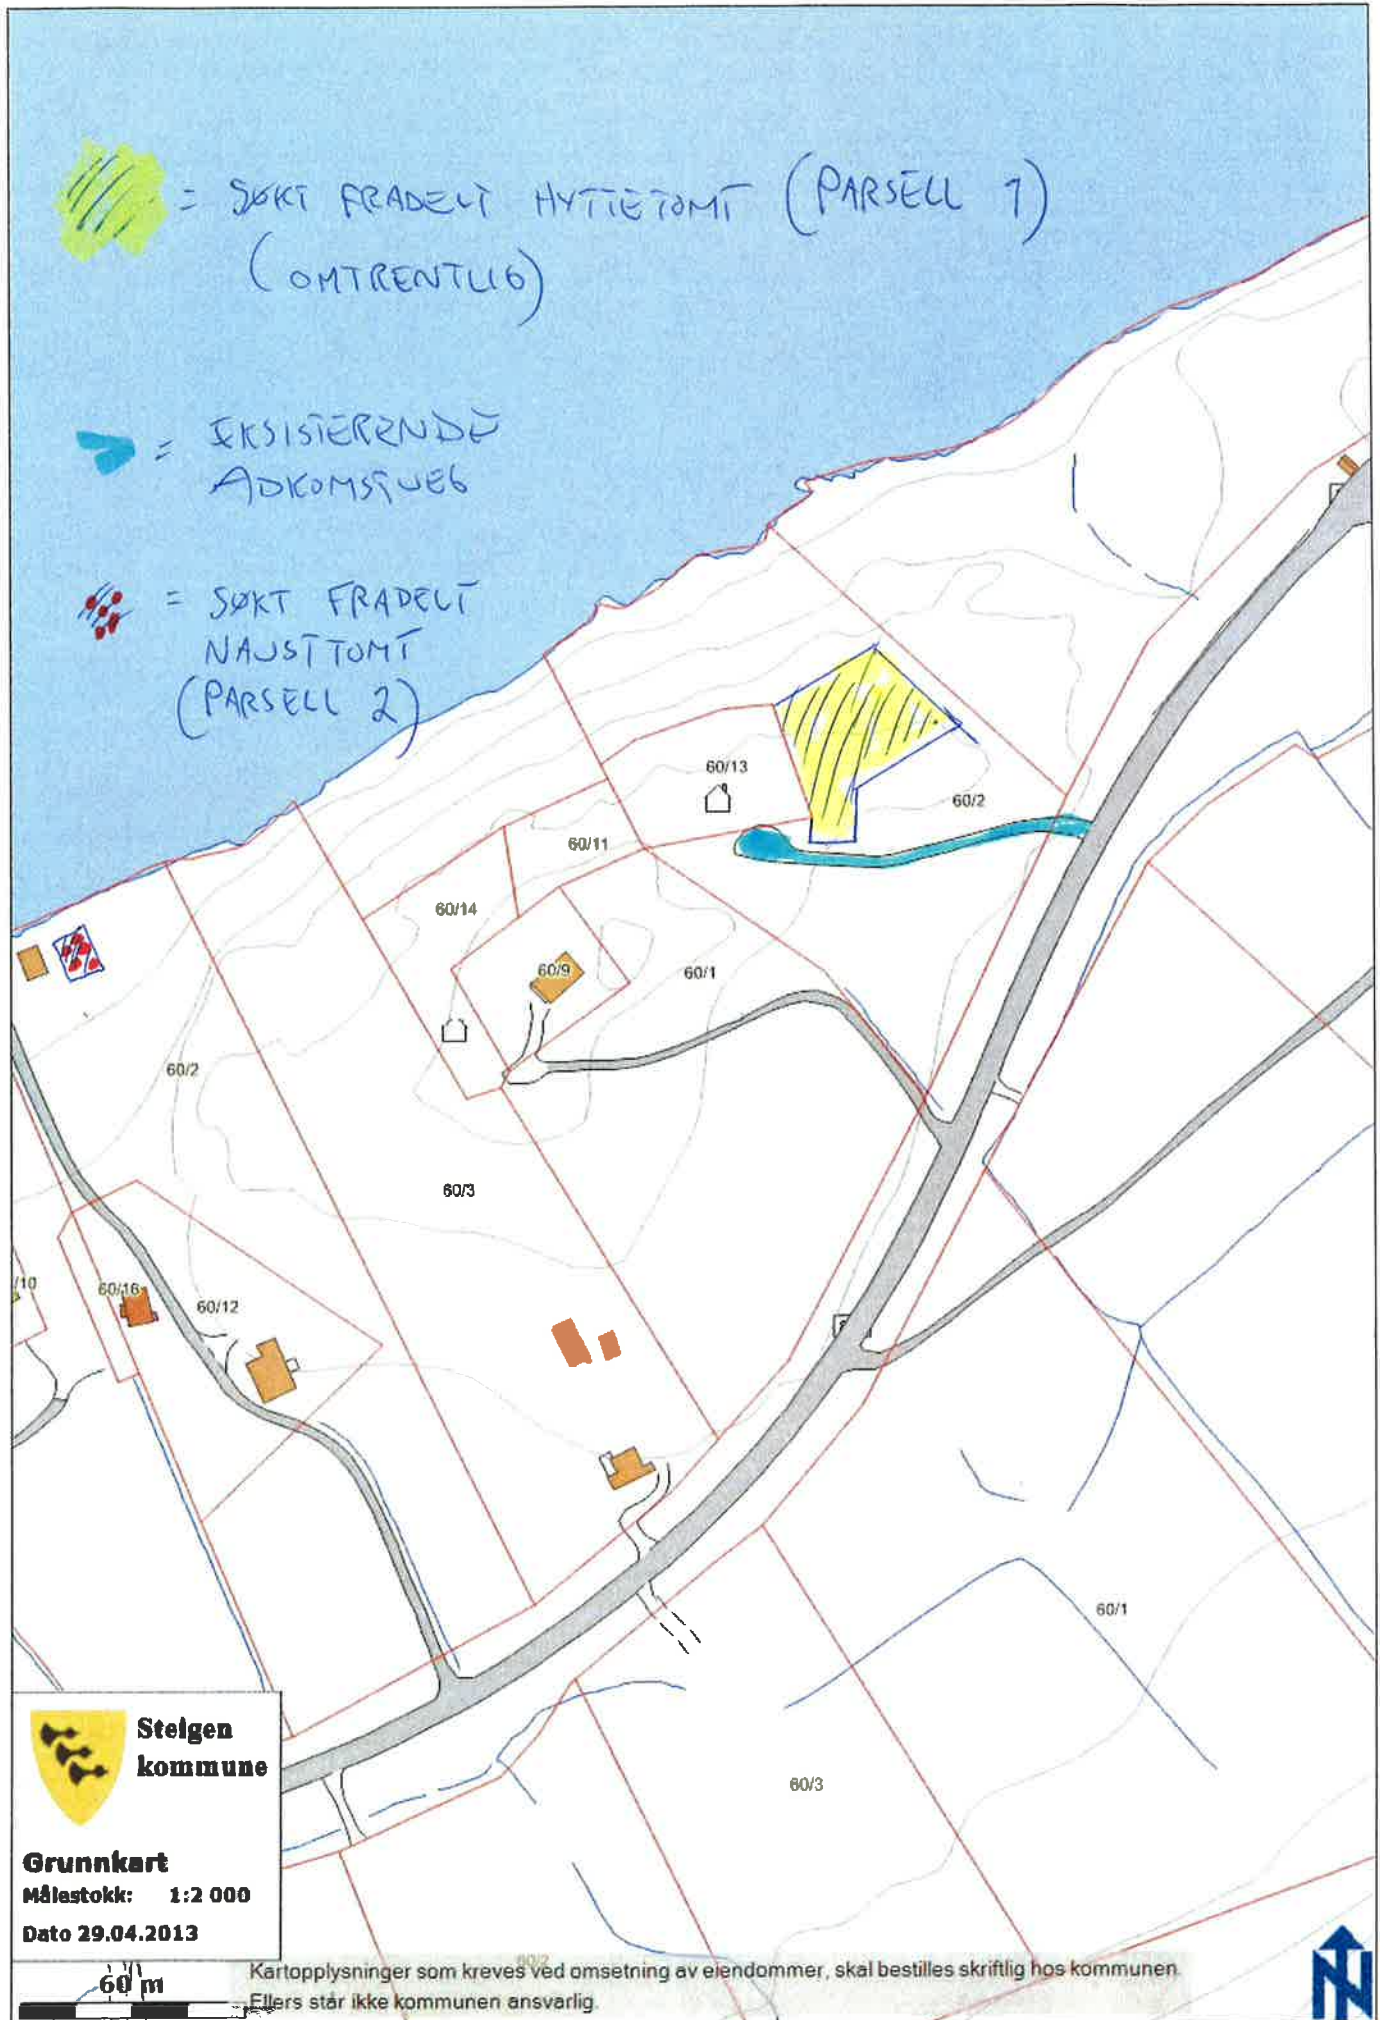 = SØKT FRADELT HYTTETOMT (PARSELL 1)
(OMTRENTLIG)
= EKSISTERENDE
ADKOMSTVEG
= SØKT FRADELT
NAUSTTOMT
(PARSELL 2)
60/13
60/2
60/11
60/14
60/9
60/1
60/2
60/3
/10
60/16
60/12
60/1
60/3
60/2
Steigen
kommune
Grunnkart
Målestokk: 1:2 000
Dato 29.04.2013
60 m
Kartopplysninger som kreves ved omsetning av eiendommer, skal bestilles skriftlig hos kommunen.
Ellers står ikke kommunen ansvarlig.
N